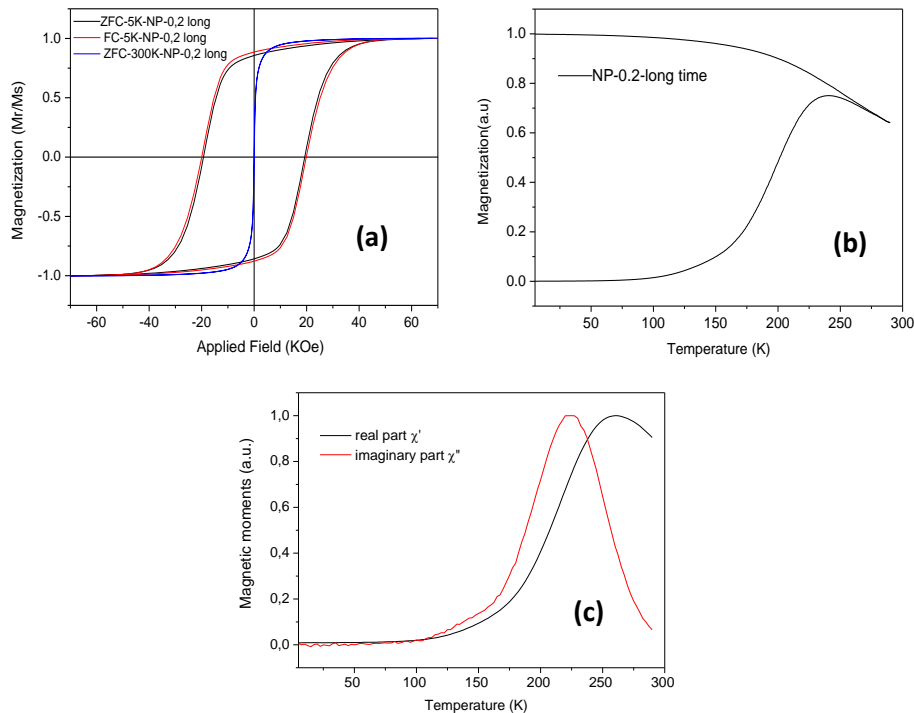 ZFC-5K-NP-0,2 long
FC-5K-NP-0,2 long
ZFC-300K-NP-0,2 long
1.0
0.5
0.0
-0.5
-1.0
Magnetization (Mr/Ms)
(a)
-60 -40 -20 0 20 40 60
Applied Field (KOe)
1.0
0.8
0.6
0.4
0.2
0.0
Magnetization(a.u)
NP-0.2-long time
(b)
50 100 150 200 250 300
Temperature (K)
1,0
0,8
0,6
0,4
0,2
0,0
Magnetic moments (a.u.)
real part χ'
imaginary part χ"
(c)
50 100 150 200 250 300
Temperature (K)